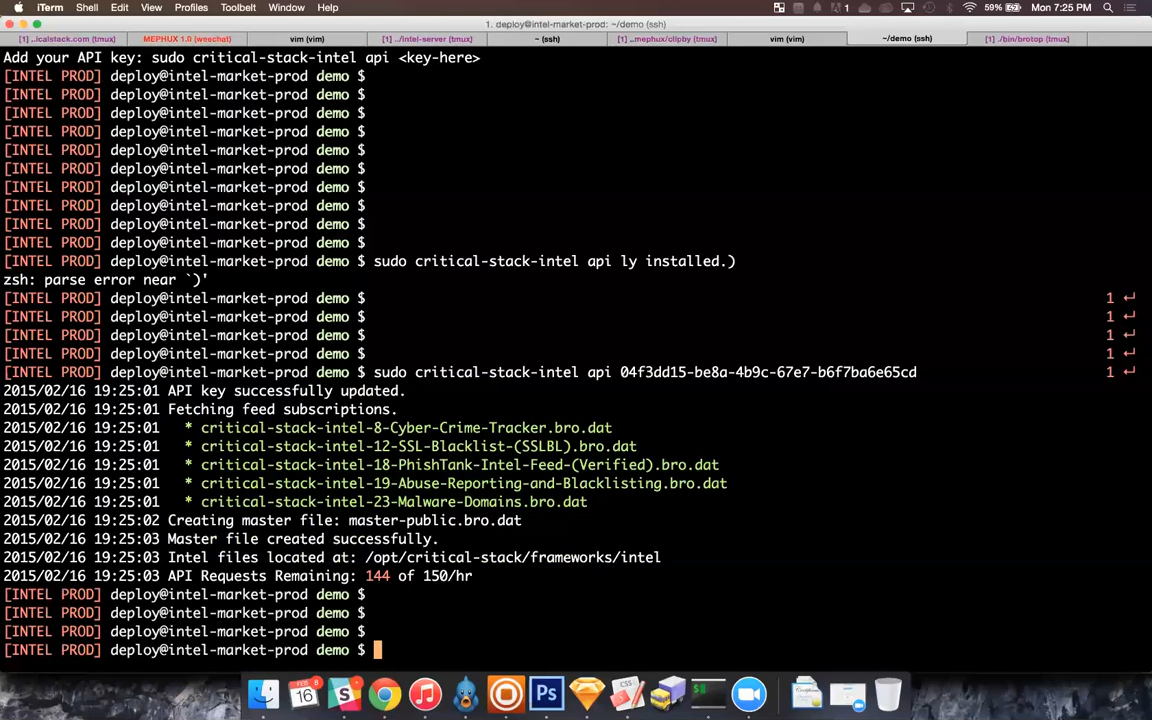 iTerm Shell Edit View Profiles Toolbelt Window Help 1 59% Mon 7:25 PM
1. deploy@intel-market-prod: ~/demo (ssh)
[1] ..icalstack.com (tmux) MEPHUX 1.0 (weechat) vim (vim) [1] ../intel-server (tmux) ~ (ssh) [1] ..mephux/clipby (tmux) vim (vim) ~/demo (ssh) [1] ./bin/brotop (tmux)
Add your API key: sudo critical-stack-intel api <key-here>
[INTEL PROD] deploy@intel-market-prod demo $
[INTEL PROD] deploy@intel-market-prod demo $
[INTEL PROD] deploy@intel-market-prod demo $
[INTEL PROD] deploy@intel-market-prod demo $
[INTEL PROD] deploy@intel-market-prod demo $
[INTEL PROD] deploy@intel-market-prod demo $
[INTEL PROD] deploy@intel-market-prod demo $
[INTEL PROD] deploy@intel-market-prod demo $
[INTEL PROD] deploy@intel-market-prod demo $
[INTEL PROD] deploy@intel-market-prod demo $
[INTEL PROD] deploy@intel-market-prod demo $ sudo critical-stack-intel api ly installed.)
zsh: parse error near `)'
[INTEL PROD] deploy@intel-market-prod demo $ 1 ↵
[INTEL PROD] deploy@intel-market-prod demo $ 1 ↵
[INTEL PROD] deploy@intel-market-prod demo $ 1 ↵
[INTEL PROD] deploy@intel-market-prod demo $ 1 ↵
[INTEL PROD] deploy@intel-market-prod demo $ sudo critical-stack-intel api 04f3dd15-be8a-4b9c-67e7-b6f7ba6e65cd 1 ↵
2015/02/16 19:25:01 API key successfully updated.
2015/02/16 19:25:01 Fetching feed subscriptions.
2015/02/16 19:25:01 * critical-stack-intel-8-Cyber-Crime-Tracker.bro.dat
2015/02/16 19:25:01 * critical-stack-intel-12-SSL-Blacklist-(SSLBL).bro.dat
2015/02/16 19:25:01 * critical-stack-intel-18-PhishTank-Intel-Feed-(Verified).bro.dat
2015/02/16 19:25:01 * critical-stack-intel-19-Abuse-Reporting-and-Blacklisting.bro.dat
2015/02/16 19:25:01 * critical-stack-intel-23-Malware-Domains.bro.dat
2015/02/16 19:25:02 Creating master file: master-public.bro.dat
2015/02/16 19:25:03 Master file created successfully.
2015/02/16 19:25:03 Intel files located at: /opt/critical-stack/frameworks/intel
2015/02/16 19:25:03 API Requests Remaining: 144 of 150/hr
[INTEL PROD] deploy@intel-market-prod demo $
[INTEL PROD] deploy@intel-market-prod demo $
[INTEL PROD] deploy@intel-market-prod demo $
[INTEL PROD] deploy@intel-market-prod demo $
FEB 8
16 Ps CSS $